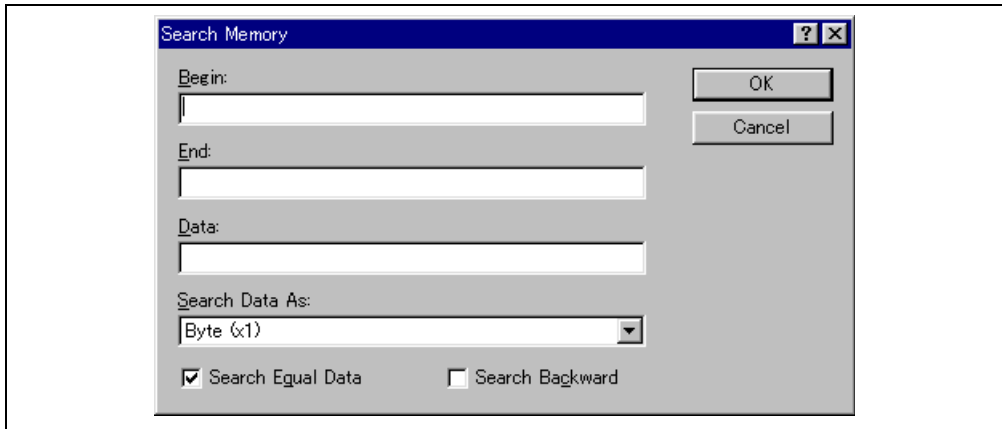 Search Memory
Begin:
OK
Cancel
End:
Data:
Search Data As:
Byte (x1)
Search Equal Data Search Backward